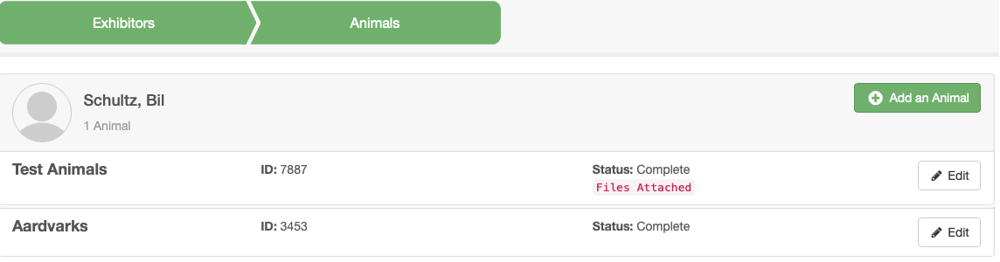 Exhibitors
Animals
Schultz, Bil
1 Animal
Add an Animal
Test Animals
ID: 7887
Status: Complete
Files Attached
Edit
Aardvarks
ID: 3453
Status: Complete
Edit